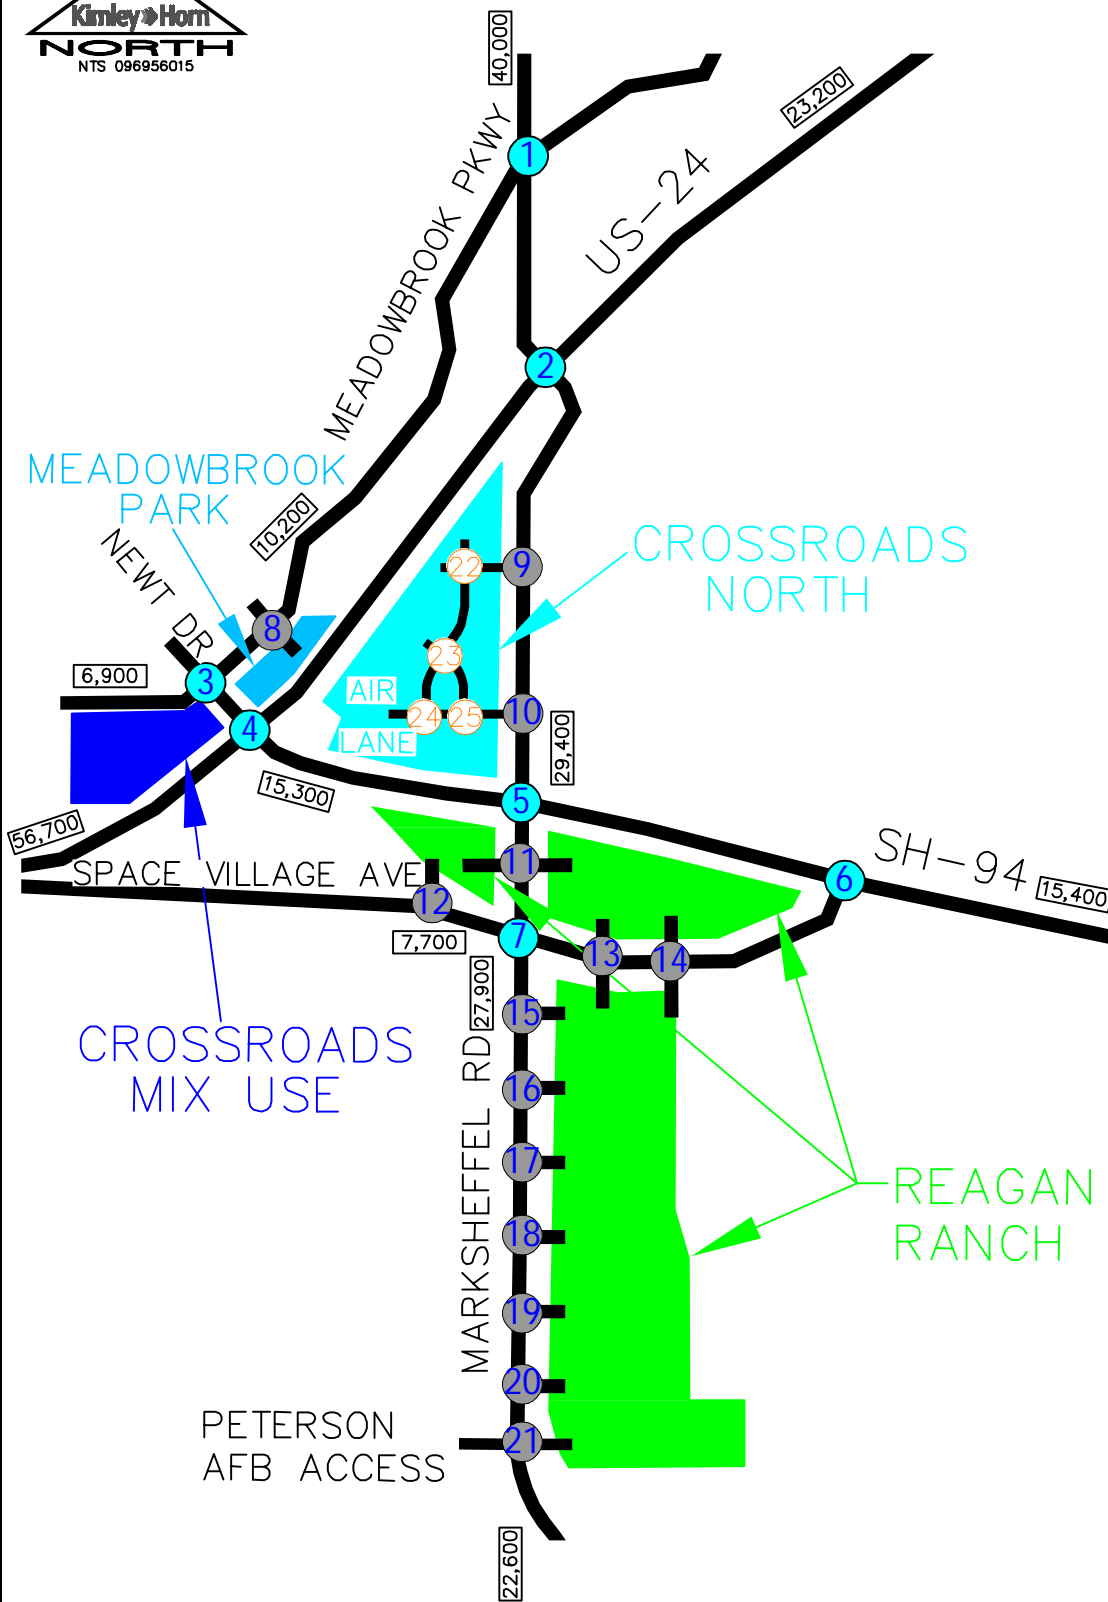 Kimley»Horn
NORTH
NTS 096956015
40,000
23,200
MEADOWBROOK PKWY
1
US-24
2
MEADOWBROOK
PARK
10,200
NEWT DR
CROSSROADS
NORTH
22
9
8
23
6,900
3
AIR
LANE
24
25
10
4
29,400
15,300
5
56,700
SPACE VILLAGE AVE
11
SH-94
6
15,400
12
7,700
7
13
14
27,900
15
CROSSROADS
MIX USE
16
MARKSHEFFEL RD
17
REAGAN
RANCH
18
19
20
PETERSON
AFB ACCESS
21
22,600